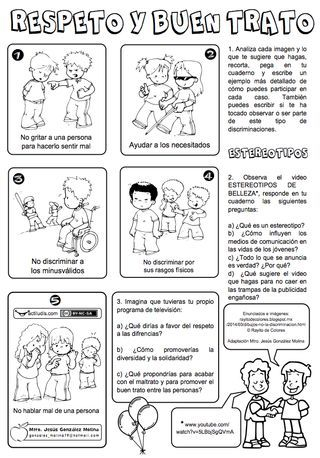 RESPETO Y BUEN TRATO
1
No gritar a una persona
para hacerlo sentir mal
2
Ayudar a los necesitados
1. Analiza cada imagen y lo
que te sugiere que hagas,
recorta, pega en tu
cuaderno y escribe un
ejemplo más detallado de
cómo puedes participar en
cada caso. También
puedes escribir si te ha
tocado observar o ser parte
de este tipo de
discriminaciones.
3
No discriminar a
los minusválidos
4
No discriminar por
sus rasgos físicos
ESTEREOTIPOS
2. Observa el video
ESTEREOTIPOS DE
BELLEZA*, responde en tu
cuaderno las siguientes
preguntas:
a) ¿Qué es un estereotipo?
b) ¿Cómo influyen los
medios de comunicación en
las vidas de los jóvenes?
c) ¿Todo lo que se anuncia
es verdad? ¿Por qué?
d) ¿Qué sugiere el video
que hagas para no caer en
las trampas de la publicidad
engañosa?
5
actiludis.com
BY-NC-SA
No hablar mal de una persona
3. Imagina que tuvieras tu propio
programa de televisión:
a) ¿Qué dirías a favor del respeto a
las diferencias?
b) ¿Cómo promoverías la
diversidad y la solidaridad?
c) ¿Qué propondrías para acabar
con el maltrato y para promover el
buen trato entre las personas?
Enunciados e imágenes:
El Rayito de Colores
Adaptación Mtro. Jesús González Molina
Mtro. Jesús González Molina
*www.youtube.com/